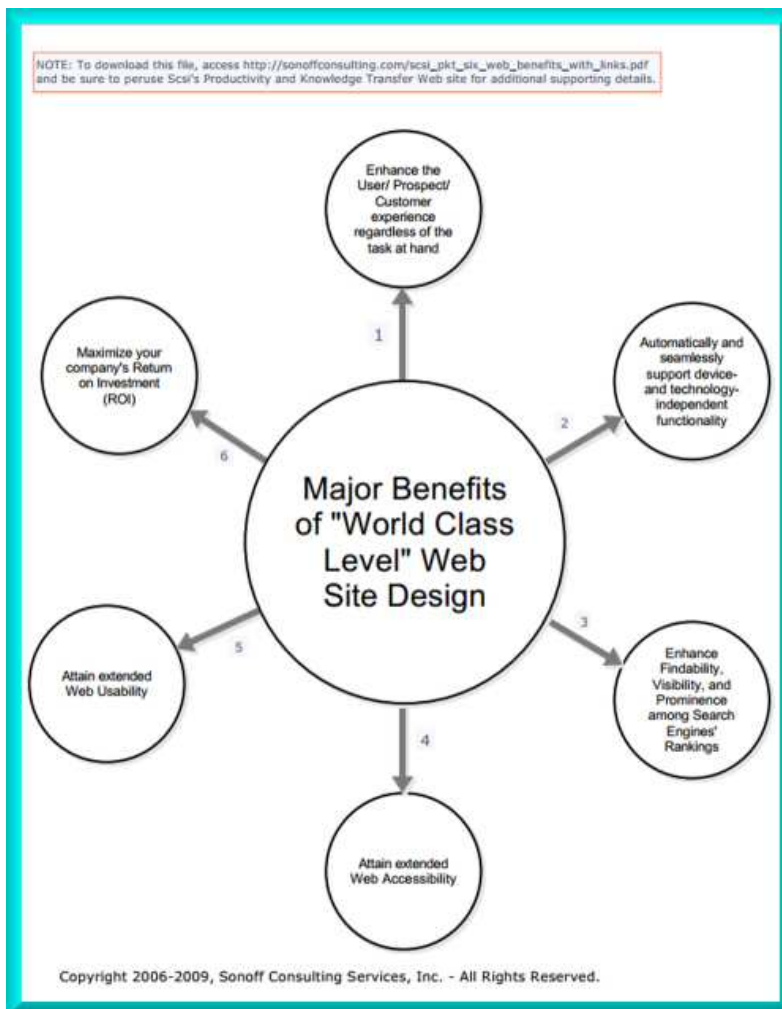 NOTE: To download this file, access http://sonoffconsulting.com/scsi_pkt_six_web_benefits_with_links.pdf
and be sure to peruse Scsi's Productivity and Knowledge Transfer Web site for additional supporting details.
Enhance the
User/ Prospect/
Customer
experience
regardless of the
task at hand
1
Automatically and
seamlessly
support device-
and technology-
independent
functionality
2
Enhance
Findability,
Visibility, and
Prominence
among Search
Engines'
Rankings
3
Attain extended
Web Accessibility
4
Attain extended
Web Usability
5
Maximize your
company's Return
on Investment
(ROI)
6
Major Benefits
of "World Class
Level" Web
Site Design
Copyright 2006-2009, Sonoff Consulting Services, Inc. - All Rights Reserved.